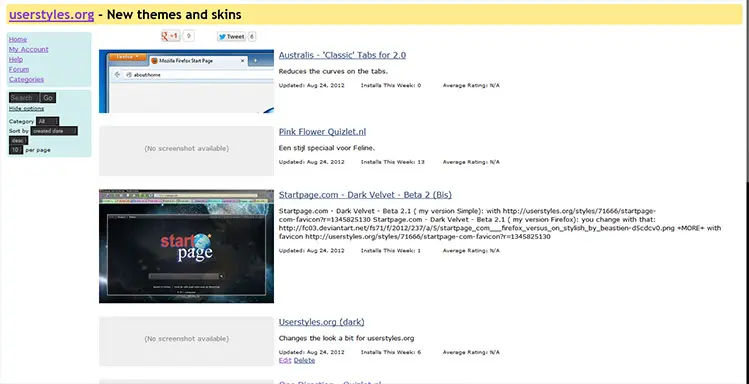 userstyles.org - New themes and skins
Home
My Account
Help
Forum
Categories
Search
Go
Hide options
Category All
Sort by created date
desc
10 per page
+1 9
Tweet 6
Firefox
Mozilla Firefox Start Page
about:home
Australis - 'Classic' Tabs for 2.0
Reduces the curves on the tabs.
Updated: Aug 24, 2012 Installs This Week: 0 Average Rating: N/A
(No screenshot available)
Pink Flower Quizlet.nl
Een stijl speciaal voor Feline.
Updated: Aug 24, 2012 Installs This Week: 13 Average Rating: N/A
start
page
Startpage.com - Dark Velvet - Beta 2 (Bis)
Startpage.com - Dark Velvet - Beta 2.1 ( my version Simple): with http://userstyles.org/styles/71666/startpage-
com-favicon?r=1345825130 Startpage.com - Dark Velvet - Beta 2.1 ( my version Firefox): you change with that:
http://fc03.deviantart.net/fs71/f/2012/237/a/5/startpage_com___firefox_versus_on_stylish_by_beastien-d5cdcv0.png +MORE+ with
favicon http://userstyles.org/styles/71666/startpage-com-favicon?r=1345825130
Updated: Aug 24, 2012 Installs This Week: 1 Average Rating: N/A
(No screenshot available)
Userstyles.org (dark)
Changes the look a bit for userstyles.org
Updated: Aug 24, 2012 Installs This Week: 6 Average Rating: N/A
Edit Delete
One Direction - Quizlet.nl